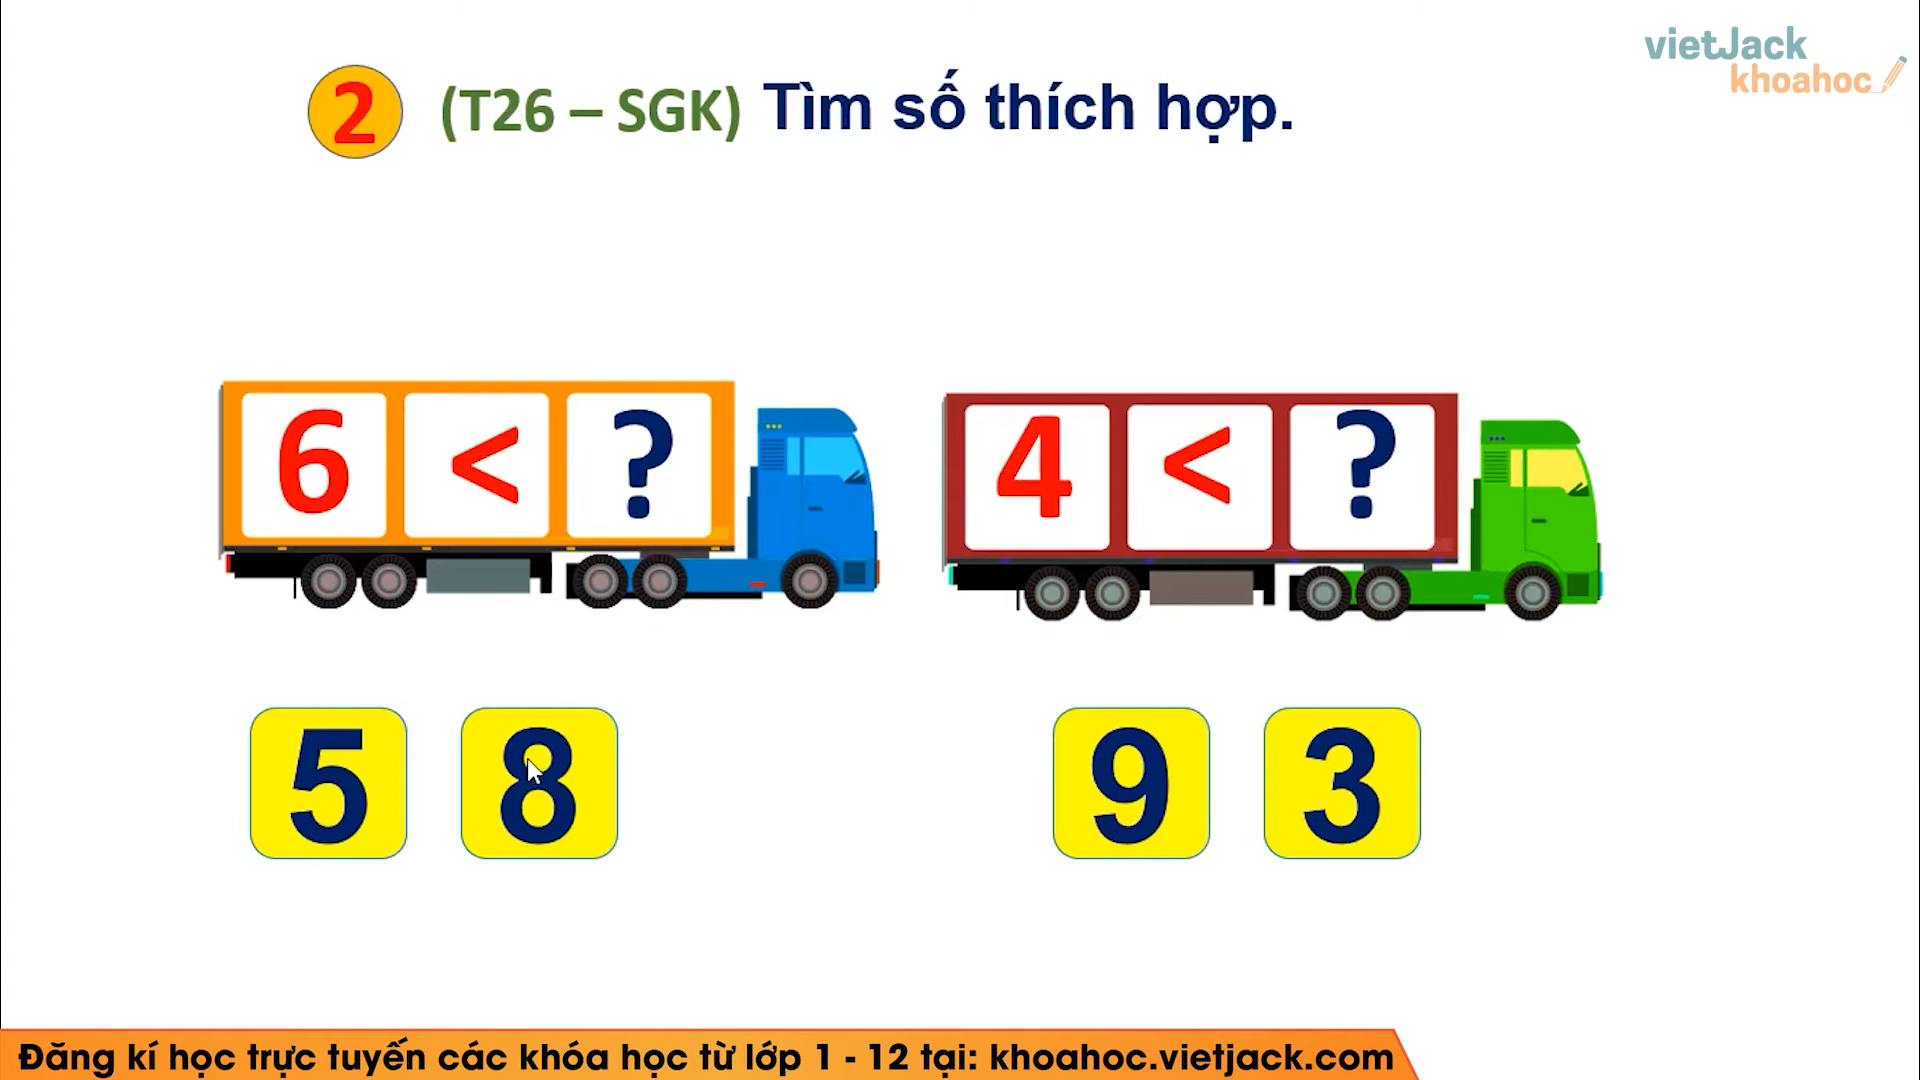 vietJack
khoahoc
2 (T26 – SGK) Tìm số thích hợp.
6 < ? 4 < ?
5 8 9 3
Đăng kí học trực tuyến các khóa học từ lớp 1 - 12 tại: khoahoc.vietjack.com